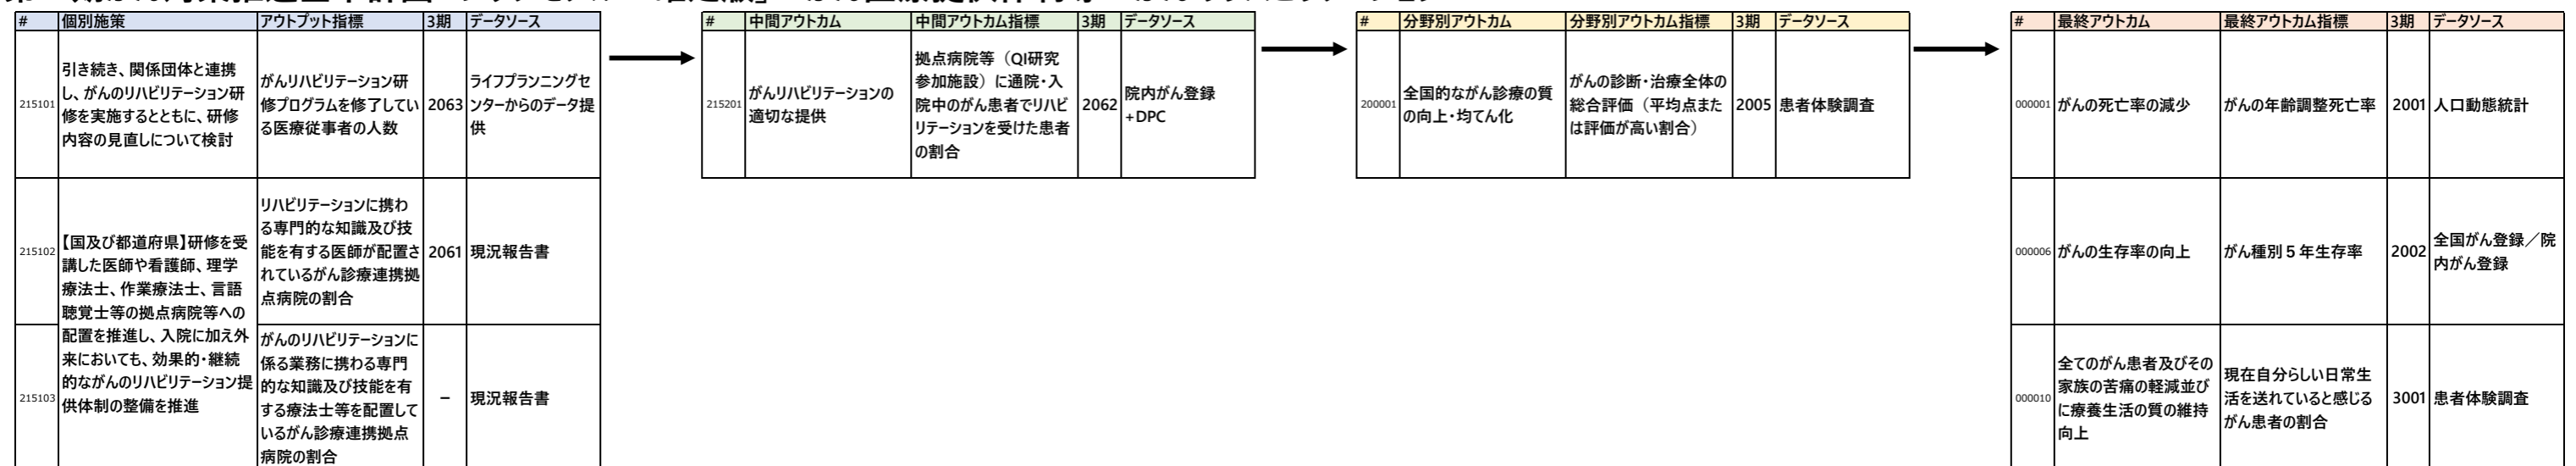 # 個別施策 アウトプット指標 3期 データソース
215101
引き続き、関係団体と連携
し、がんのリハビリテーション研
修を実施するとともに、研修
内容の見直しについて検討
がんリハビリテーション研
修プログラムを修了してい
る医療従事者の人数
2063
ライフプランニングセ
ンターからのデータ提
供
215102
【国及び都道府県】研修を受
講した医師や看護師、理学
療法士、作業療法士、言語
聴覚士等の拠点病院等への
配置を推進し、入院に加え外
来においても、効果的・継続
的ながんのリハビリテーション提
供体制の整備を推進
リハビリテーションに携わ
る専門的な知識及び技
能を有する医師が配置さ
れているがん診療連携拠
点病院の割合
2061
現況報告書
215103
がんのリハビリテーションに
係る業務に携わる専門
的な知識及び技能を有
する療法士等を配置して
いるがん診療連携拠点
病院の割合
－
現況報告書
# 中間アウトカム 中間アウトカム指標 3期 データソース
215201
がんリハビリテーションの
適切な提供
拠点病院等（QI研究
参加施設）に通院・入
院中のがん患者でリハビ
リテーションを受けた患者
の割合
2062
院内がん登録
+DPC
# 分野別アウトカム 分野別アウトカム指標 3期 データソース
200001
全国的ながん診療の質
の向上・均てん化
がんの診断・治療全体の
総合評価（平均点また
は評価が高い割合）
2005
患者体験調査
# 最終アウトカム 最終アウトカム指標 3期 データソース
000001
がんの死亡率の減少
がんの年齢調整死亡率
2001
人口動態統計
000006
がんの生存率の向上
がん種別５年生存率
2002
全国がん登録／院
内がん登録
000010
全てのがん患者及びその
家族の苦痛の軽減並び
に療養生活の質の維持
向上
現在自分らしい日常生
活を送れていると感じる
がん患者の割合
3001
患者体験調査